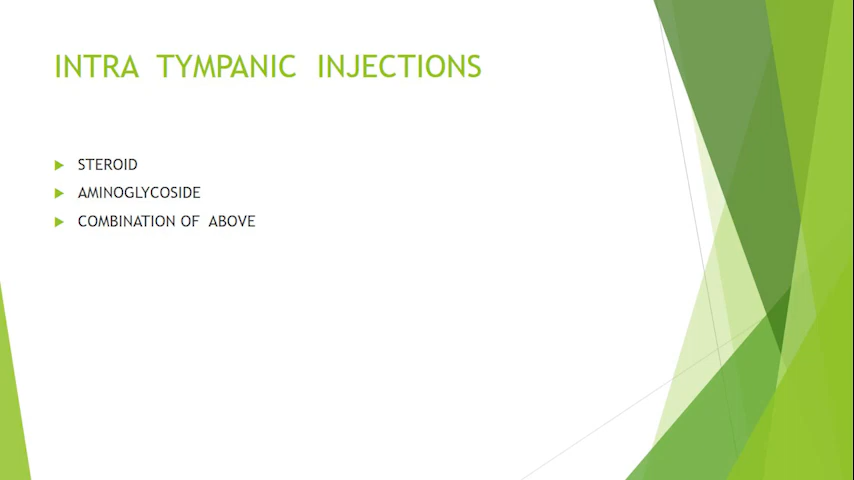 INTRA TYMPANIC INJECTIONS
STEROID
AMINOGLYCOSIDE
COMBINATION OF ABOVE